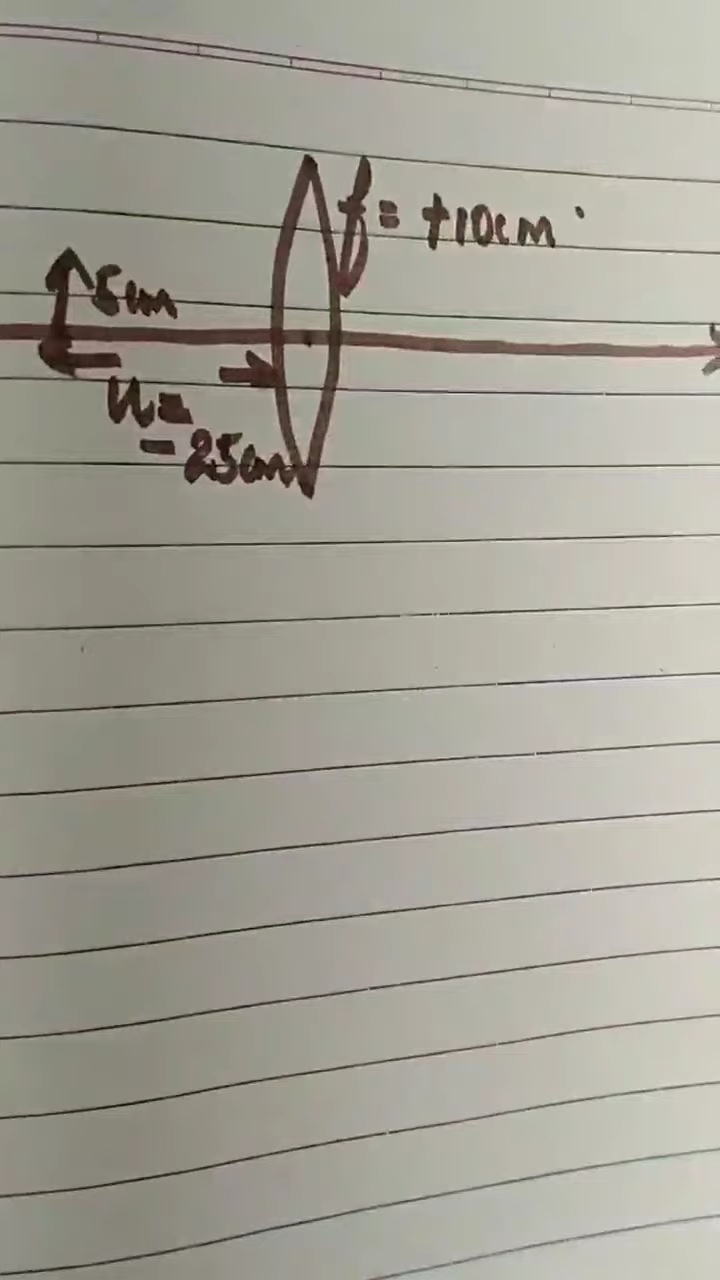 f = +10cm
5cm
u =
- 25cm